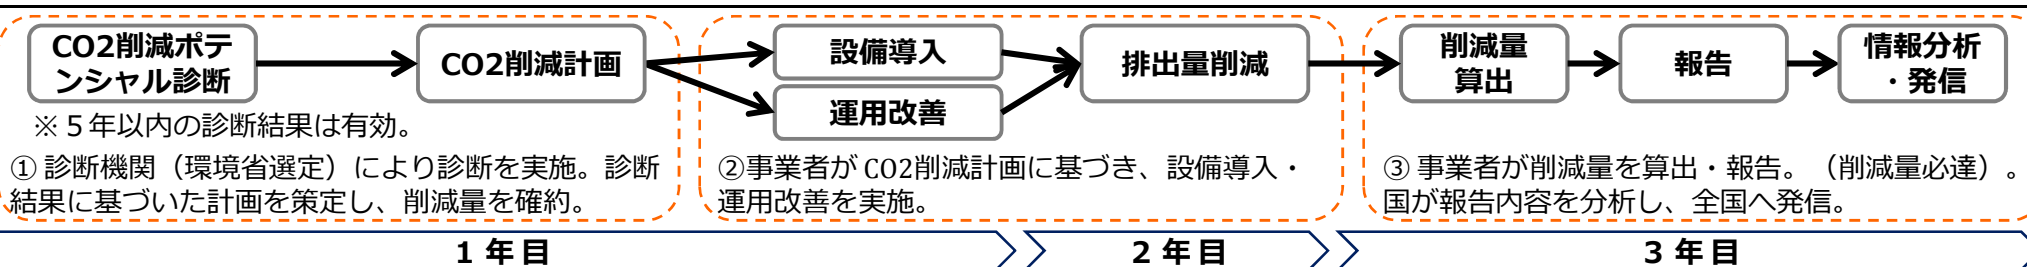 CO2削減ポテ
ンシャル診断
CO2削減計画
設備導入
運用改善
排出量削減
削減量
算出
報告
情報分析
・発信
※５年以内の診断結果は有効。
① 診断機関（環境省選定）により診断を実施。診断
結果に基づいた計画を策定し、削減量を確約。
②事業者が CO2削減計画に基づき、設備導入・
運用改善を実施。
③ 事業者が削減量を算出・報告。（削減量必達）。
国が報告内容を分析し、全国へ発信。
1 年目
2 年目
3 年目